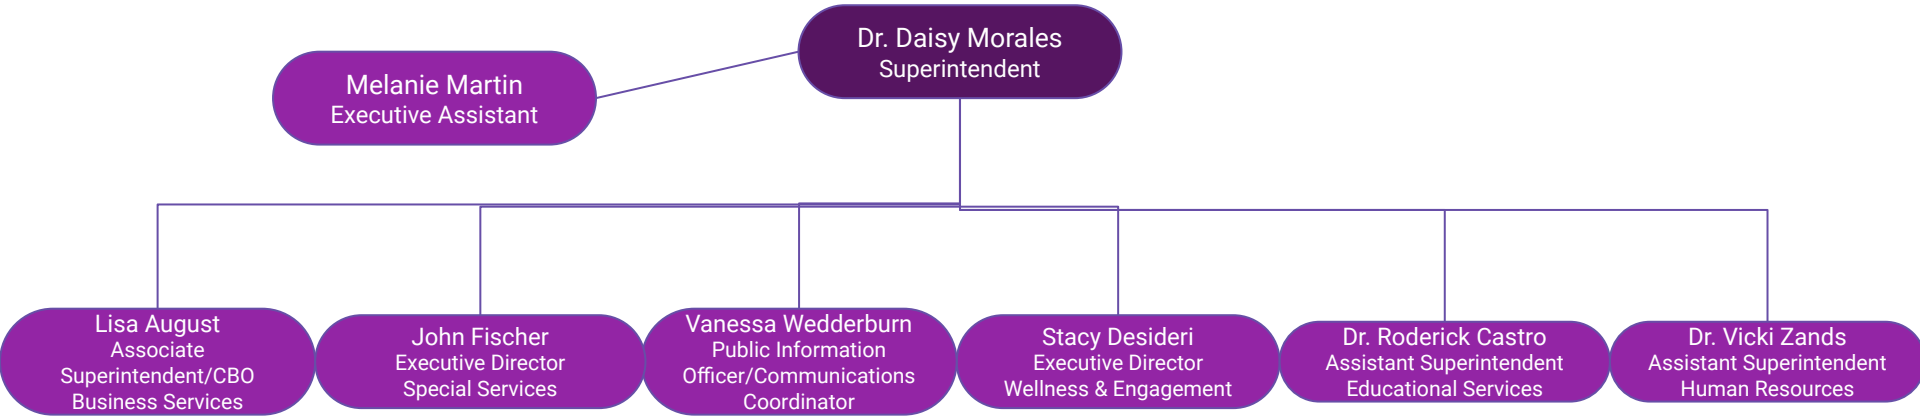 Dr. Daisy Morales
Superintendent
Melanie Martin
Executive Assistant
Lisa August
Associate
Superintendent/CBO
Business Services
John Fischer
Executive Director
Special Services
Vanessa Wedderburn
Public Information
Officer/Communications
Coordinator
Stacy Desideri
Executive Director
Wellness & Engagement
Dr. Roderick Castro
Assistant Superintendent
Educational Services
Dr. Vicki Zands
Assistant Superintendent
Human Resources